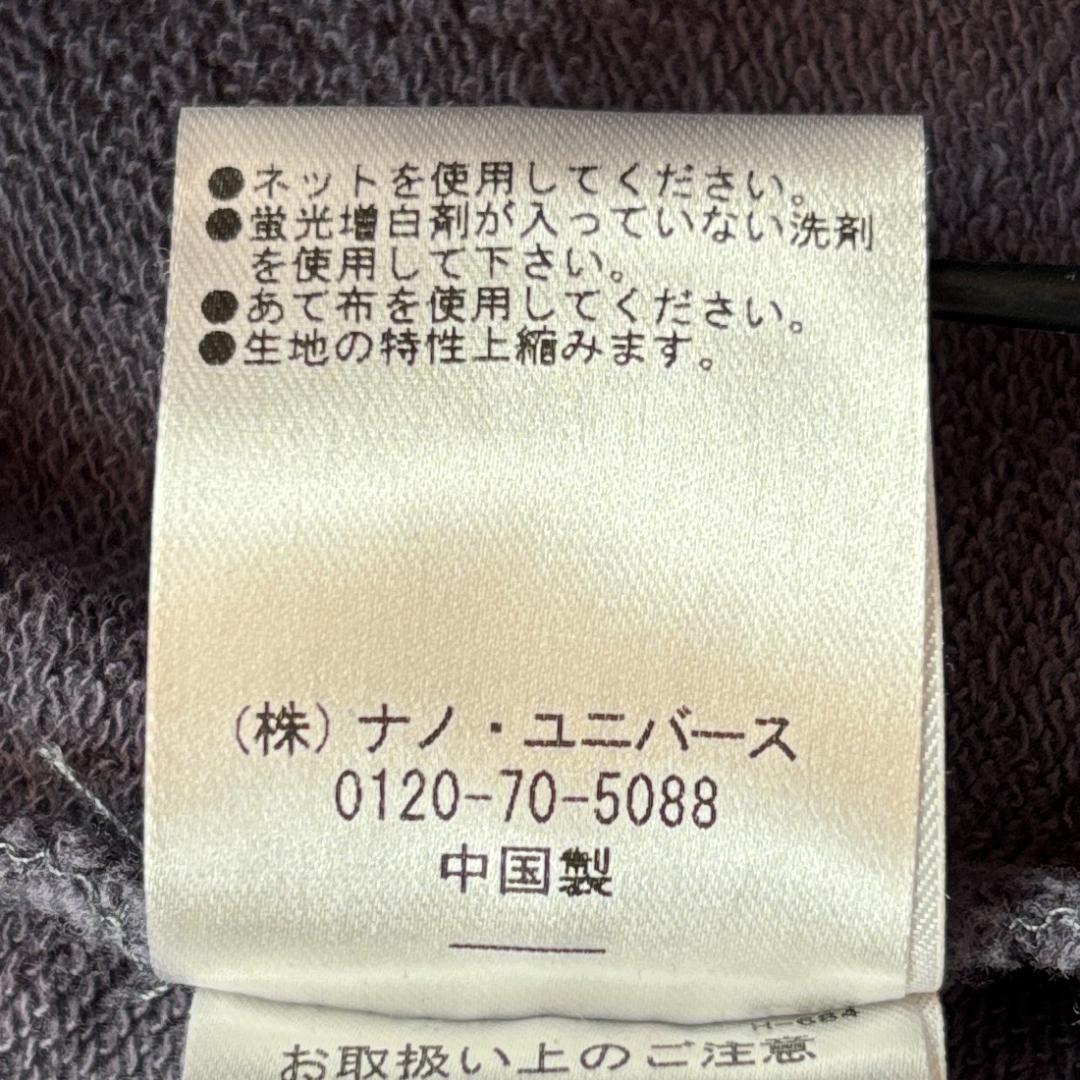 ●ネットを使用してください。
●蛍光増白剤が入っていない洗剤
を使用して下さい。
●あて布を使用してください。
●生地の特性上縮みます。
(株)ナノ・ユニバース
0120-70-5088
中国製
お取扱い上のご注意